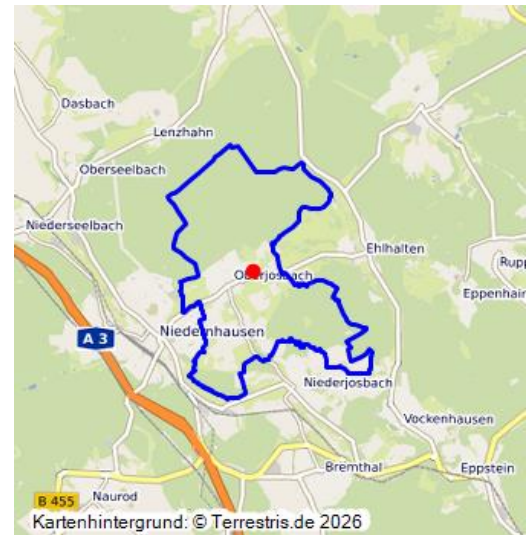 Dasbach
Lenzhahn
Oberseelbach
Niederseelbach
Ehlhalten
Oberjosbach
Eppenhain
A 3
Niedernhausen
Niederjosbach
Vockenhausen
Bremthal
Eppstein
B 455
Naurod
Kartenhintergrund: © Terrestris.de 2026